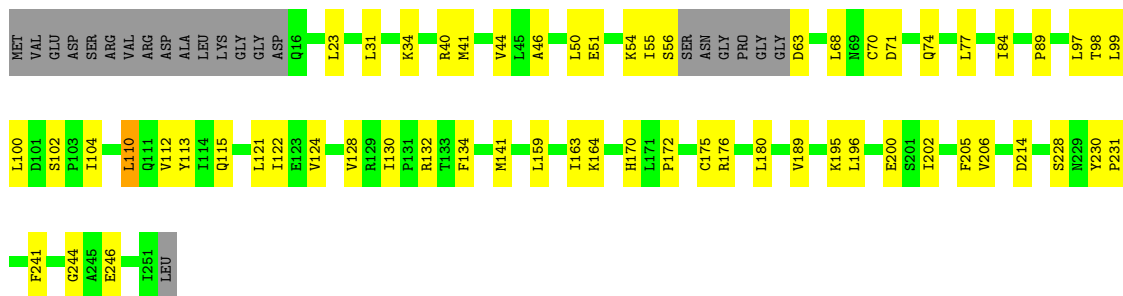 MET VAL GLU ASP SER ARG VAL ARG ASP ALA LEU LYS GLY GLY ASP Q16 L23 L31 K34 R40 M41 V44 L45 A46 L50 E51 K54 I55 S56 SER ASN GLY PRO GLY GLY D63 L68 N69 C70 D71 Q74 L77 I84 P89 L97 T98 L99
L100 D101 S102 P103 I104 L110 Q111 V112 Y113 I114 Q115 L121 I122 E123 V124 V128 R129 I130 P131 R132 T133 F134 M141 L159 I163 K164 H170 L171 P172 C175 R176 L180 V189 K195 L196 E200 S201 I202 F205 V206 D214 S228 N229 Y230 P231
F241 G244 A245 E246 I251 LEU